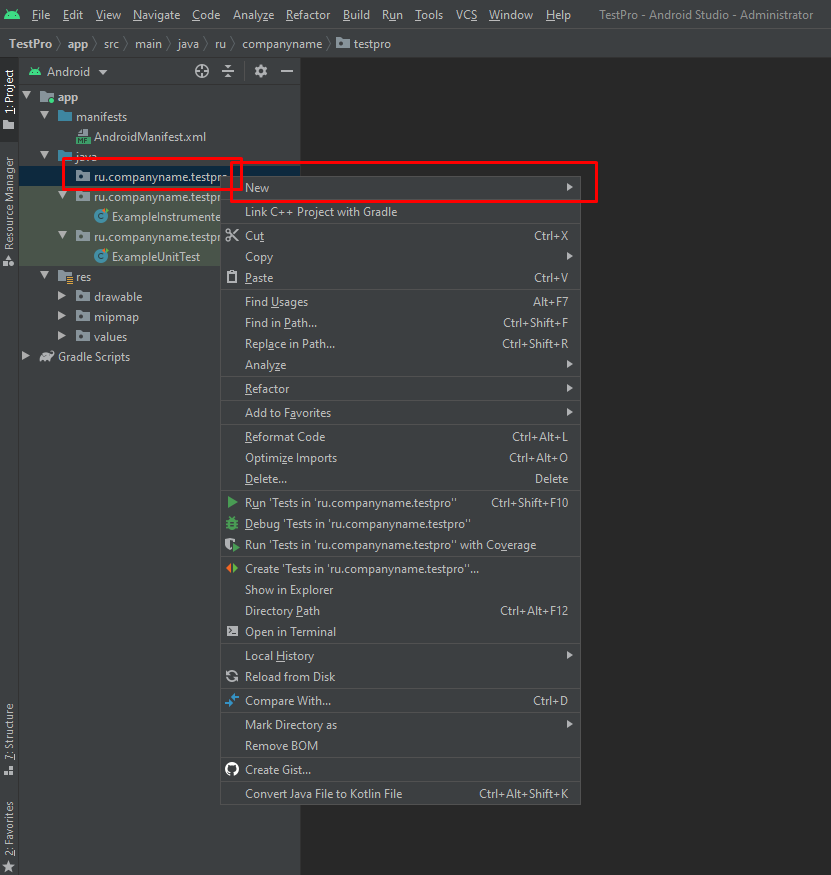 File Edit View Navigate Code Analyze Refactor Build Run Tools VCS Window Help TestPro - Android Studio - Administrator
TestPro app src main java ru companyname testpro
1: Project
Resource Manager
7: Structure
2: Favorites
Android
app
manifests
AndroidManifest.xml
java
ru.companyname.testpro
ru.companyname.testpr
ExampleInstrumente
ru.companyname.testpr
ExampleUnitTest
res
drawable
mipmap
values
Gradle Scripts
New
Link C++ Project with Gradle
Cut Ctrl+X
Copy
Paste Ctrl+V
Find Usages Alt+F7
Find in Path... Ctrl+Shift+F
Replace in Path... Ctrl+Shift+R
Analyze
Refactor
Add to Favorites
Reformat Code Ctrl+Alt+L
Optimize Imports Ctrl+Alt+O
Delete... Delete
Run 'Tests in 'ru.companyname.testpro'' Ctrl+Shift+F10
Debug 'Tests in 'ru.companyname.testpro''
Run 'Tests in 'ru.companyname.testpro'' with Coverage
Create 'Tests in 'ru.companyname.testpro''...
Show in Explorer
Directory Path Ctrl+Alt+F12
Open in Terminal
Local History
Reload from Disk
Compare With... Ctrl+D
Mark Directory as
Remove BOM
Create Gist...
Convert Java File to Kotlin File Ctrl+Alt+Shift+K